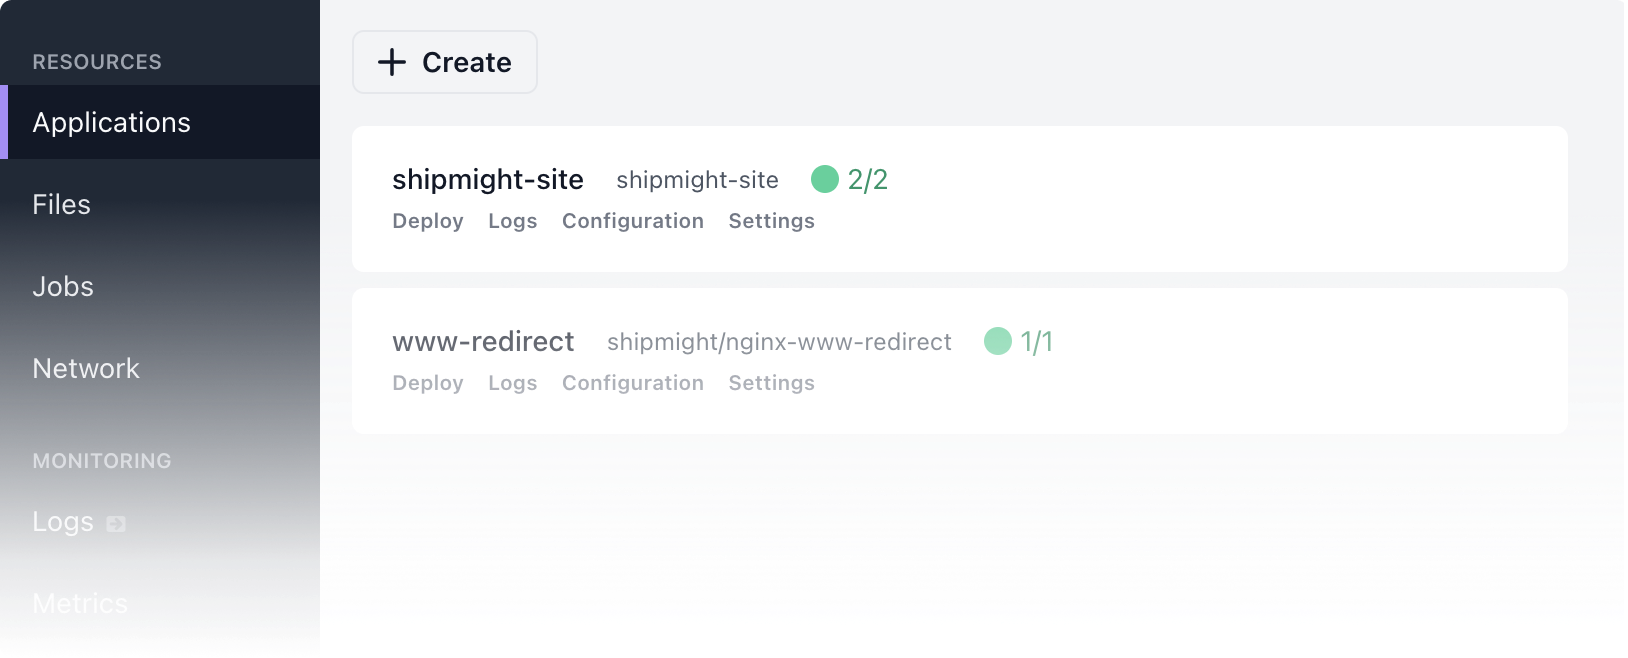 RESOURCES
Applications
Files
Jobs
Network
MONITORING
Logs
Metrics
Create
shipmight-site shipmight-site 2/2
Deploy Logs Configuration Settings
www-redirect shipmight/nginx-www-redirect 1/1
Deploy Logs Configuration Settings